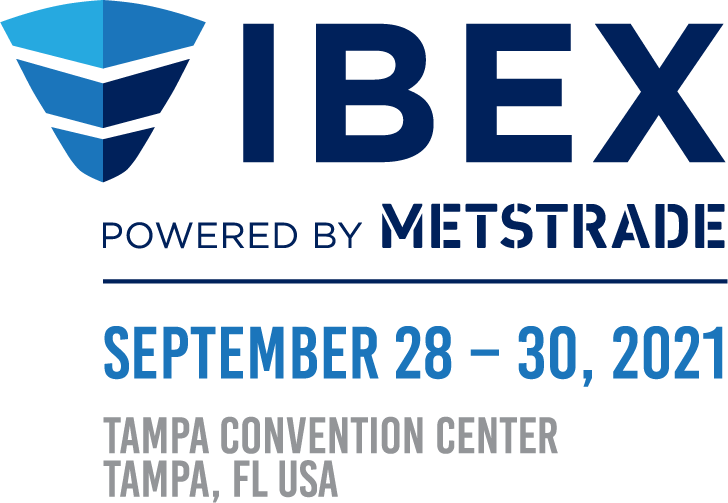 IBEX
POWERED BY METSTRADE
SEPTEMBER 28 – 30, 2021
TAMPA CONVENTION CENTER
TAMPA, FL USA